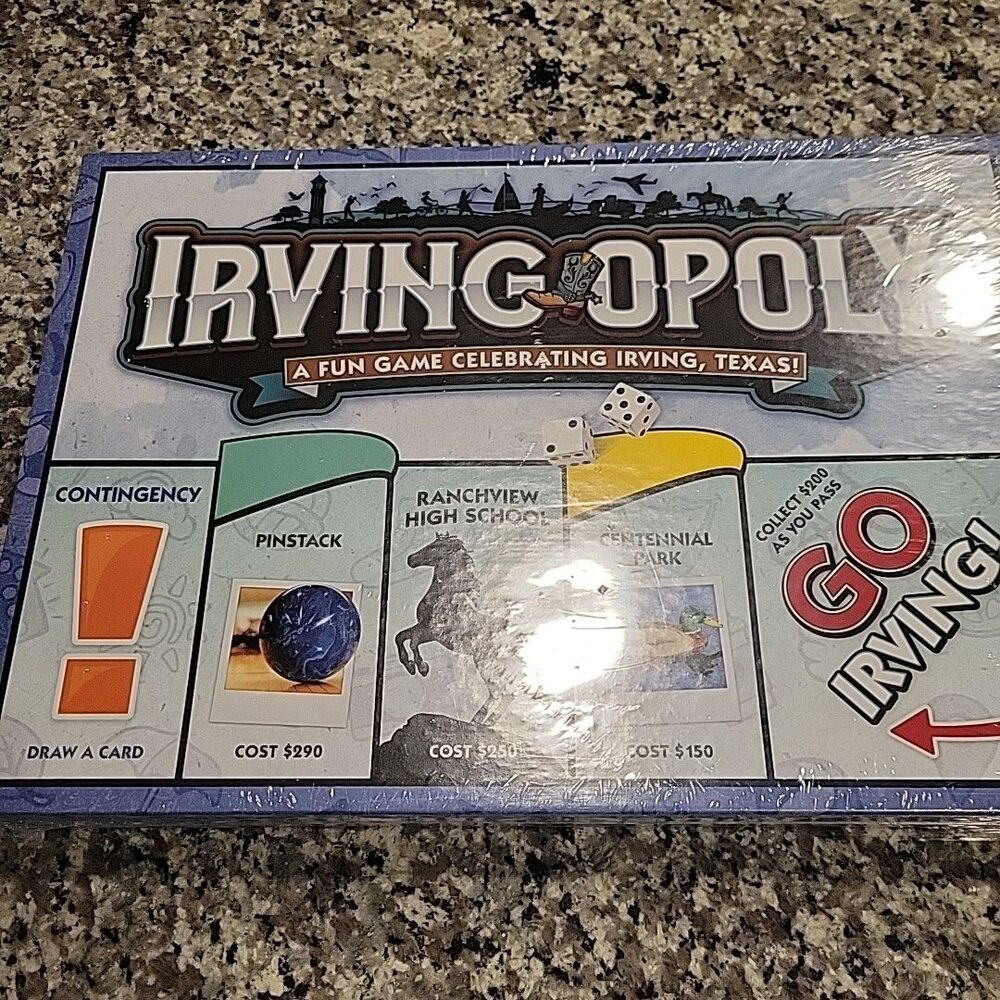 IRVING-OPOLY
A FUN GAME CELEBRATING IRVING, TEXAS!
CONTINGENCY
DRAW A CARD
PINSTACK
COST $290
RANCHVIEW
HIGH SCHOOL
COST $250
CENTENNIAL
PARK
COST $150
COLLECT $200
AS YOU PASS
GO
IRVING!